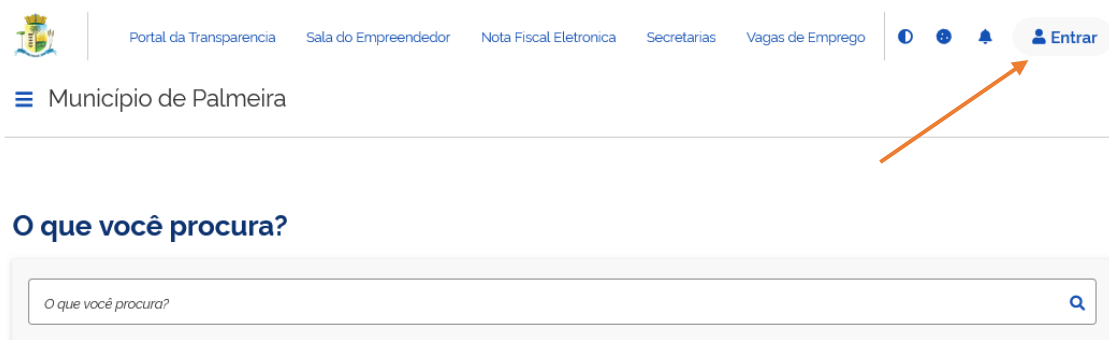 Portal da Transparencia Sala do Empreendedor Nota Fiscal Eletronica Secretarias Vagas de Emprego Entrar
Município de Palmeira
O que você procura?
O que você procura?